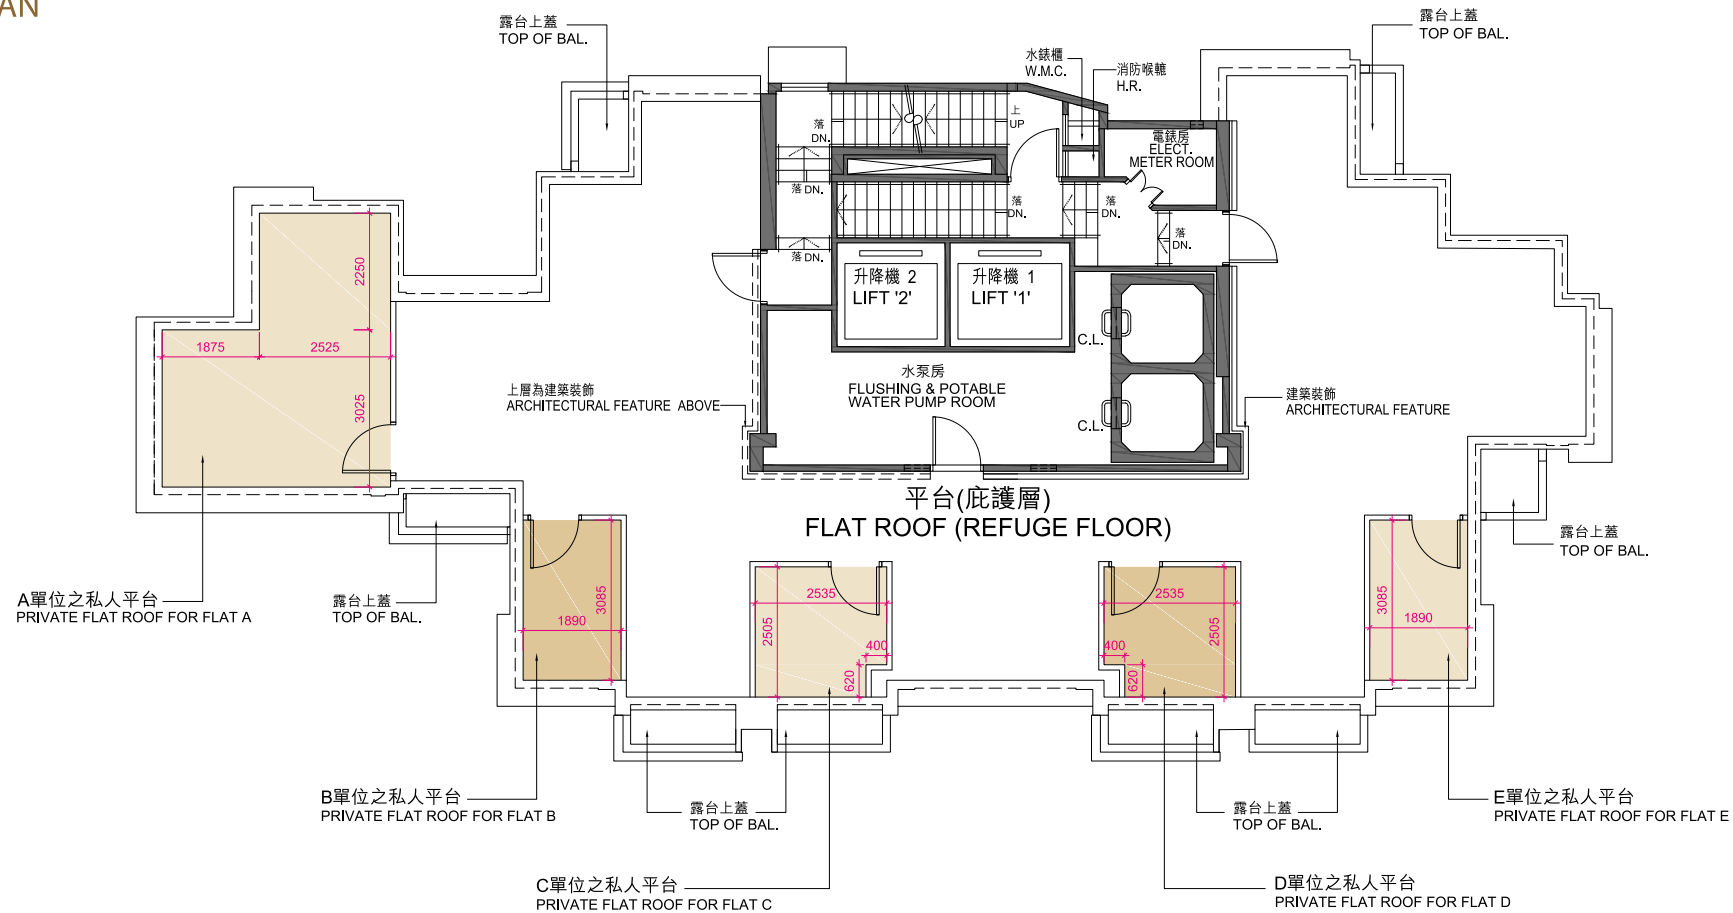 AN
露台上蓋
TOP OF BAL.
露台上蓋
TOP OF BAL.
水錶櫃
W.M.C.
消防喉轆
H.R.
落
DN.
上
UP
電錶房
ELECT.
METER ROOM
落 DN.
落
DN.
落
DN.
落
DN.
落 DN.
升降機 2
LIFT '2'
升降機 1
LIFT '1'
2250
1875
2525
3025
C.L.
水泵房
FLUSHING & POTABLE
WATER PUMP ROOM
C.L.
上層為建築裝飾
ARCHITECTURAL FEATURE ABOVE
建築裝飾
ARCHITECTURAL FEATURE
平台(庇護層)
FLAT ROOF (REFUGE FLOOR)
露台上蓋
TOP OF BAL.
A單位之私人平台
PRIVATE FLAT ROOF FOR FLAT A
露台上蓋
TOP OF BAL.
3085
1890
2535
2505
400
620
2535
2505
400
620
3085
1890
B單位之私人平台
PRIVATE FLAT ROOF FOR FLAT B
露台上蓋
TOP OF BAL.
露台上蓋
TOP OF BAL.
E單位之私人平台
PRIVATE FLAT ROOF FOR FLAT E
C單位之私人平台
PRIVATE FLAT ROOF FOR FLAT C
D單位之私人平台
PRIVATE FLAT ROOF FOR FLAT D